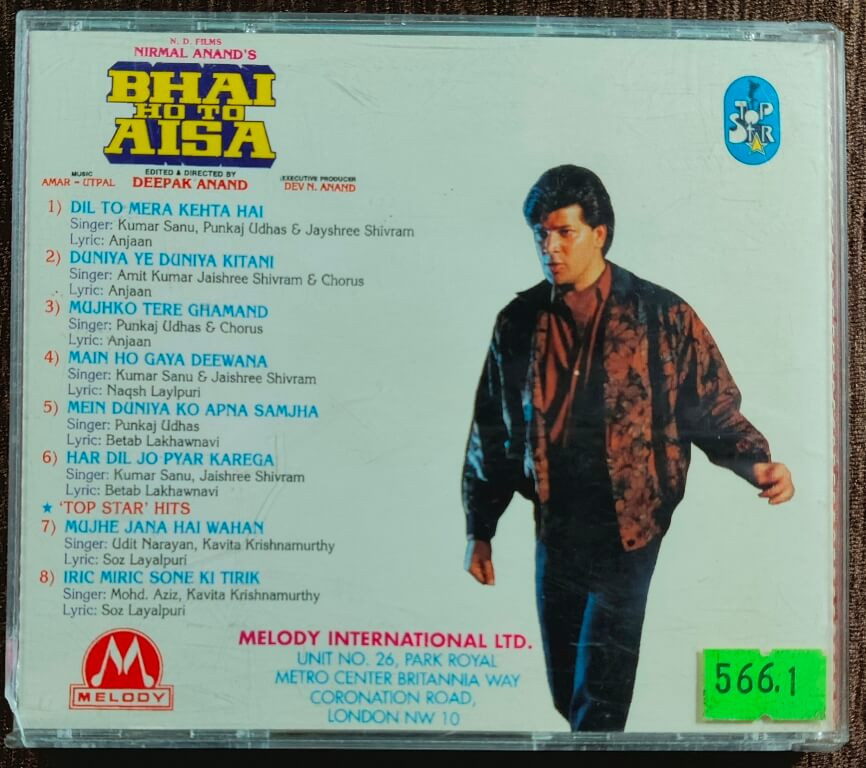 N. D. FILMS
NIRMAL ANAND'S
BHAI
HO TO
AISA
MUSIC
AMAR - UTPAL
EDITED & DIRECTED BY
DEEPAK ANAND
EXECUTIVE PRODUCER
DEV N. ANAND
TOP
STAR
1) DIL TO MERA KEHTA HAI
Singer: Kumar Sanu, Punkaj Udhas & Jayshree Shivram
Lyric: Anjaan
2) DUNIYA YE DUNIYA KITANI
Singer: Amit Kumar Jaishree Shivram & Chorus
Lyric: Anjaan
3) MUJHKO TERE GHAMAND
Singer: Punkaj Udhas & Chorus
Lyric: Anjaan
4) MAIN HO GAYA DEEWANA
Singer: Kumar Sanu & Jaishree Shivram
Lyric: Naqsh Laylpuri
5) MEIN DUNIYA KO APNA SAMJHA
Singer: Punkaj Udhas
Lyric: Betab Lakhawnavi
6) HAR DIL JO PYAR KAREGA
Singer: Kumar Sanu, Jaishree Shivram
Lyric: Betab Lakhawnavi
★ 'TOP STAR' HITS
7) MUJHE JANA HAI WAHAN
Singer: Udit Narayan, Kavita Krishnamurthy
Lyric: Soz Layalpuri
8) IRIC MIRIC SONE KI TIRIK
Singer: Mohd. Aziz, Kavita Krishnamurthy
Lyric: Soz Layalpuri
MELODY
MELODY INTERNATIONAL LTD.
UNIT NO. 26, PARK ROYAL
METRO CENTER BRITANNIA WAY
CORONATION ROAD,
LONDON NW 10
566.1